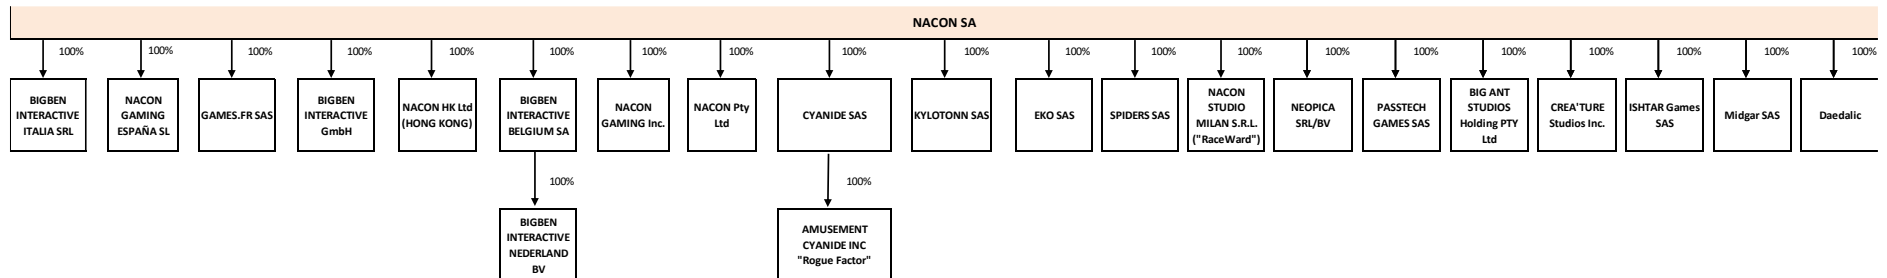 NACON SA
100% 100% 100% 100% 100% 100% 100% 100% 100% 100% 100% 100% 100% 100% 100% 100% 100% 100% 100% 100%
BIGBEN
INTERACTIVE
ITALIA SRL
NACON
GAMING
ESPAÑA SL
GAMES.FR SAS
BIGBEN
INTERACTIVE
GmbH
NACON HK Ltd
(HONG KONG)
BIGBEN
INTERACTIVE
BELGIUM SA
NACON
GAMING Inc.
NACON Pty
Ltd
CYANIDE SAS
KYLOTONN SAS
EKO SAS
SPIDERS SAS
NACON
STUDIO
MILAN S.R.L.
("RaceWard")
NEOPICA
SRL/BV
PASSTECH
GAMES SAS
BIG ANT
STUDIOS
Holding PTY
Ltd
CREA'TURE
Studios Inc.
ISHTAR Games
SAS
Midgar SAS
Daedalic
100% 100%
BIGBEN
INTERACTIVE
NEDERLAND
BV
AMUSEMENT
CYANIDE INC
"Rogue Factor"